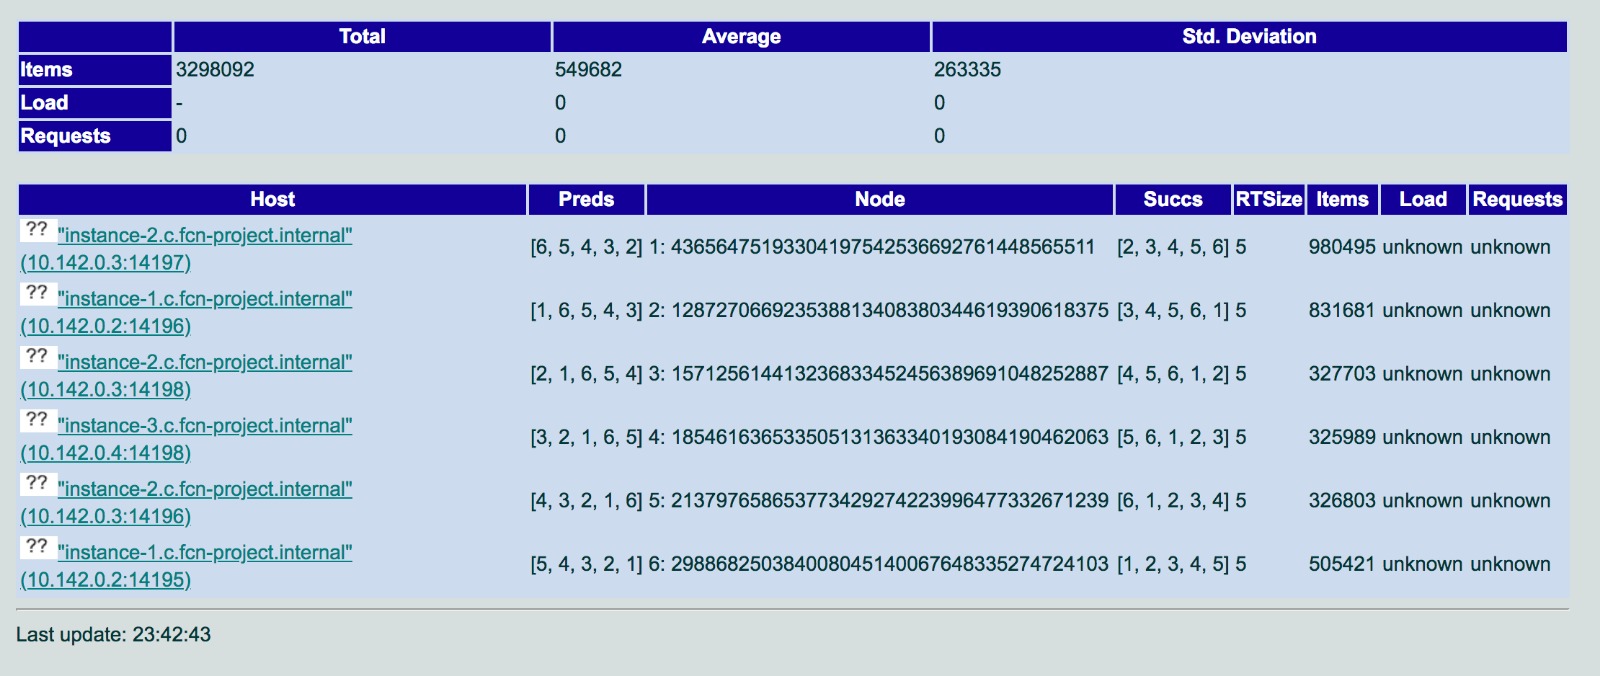 Total Average Std. Deviation
Items 3298092 549682 263335
Load - 0 0
Requests 0 0 0
Host Preds Node Succs RTSize Items Load Requests
?? "instance-2.c.fcn-project.internal"
(10.142.0.3:14197) [6, 5, 4, 3, 2] 1: 43656475193304197542536692761448565511 [2, 3, 4, 5, 6] 5 980495 unknown unknown
?? "instance-1.c.fcn-project.internal"
(10.142.0.2:14196) [1, 6, 5, 4, 3] 2: 128727066923538813408380344619390618375 [3, 4, 5, 6, 1] 5 831681 unknown unknown
?? "instance-2.c.fcn-project.internal"
(10.142.0.3:14198) [2, 1, 6, 5, 4] 3: 157125614413236833452456389691048252887 [4, 5, 6, 1, 2] 5 327703 unknown unknown
?? "instance-3.c.fcn-project.internal"
(10.142.0.4:14198) [3, 2, 1, 6, 5] 4: 185461636533505131363340193084190462063 [5, 6, 1, 2, 3] 5 325989 unknown unknown
?? "instance-2.c.fcn-project.internal"
(10.142.0.3:14196) [4, 3, 2, 1, 6] 5: 213797658653773429274223996477332671239 [6, 1, 2, 3, 4] 5 326803 unknown unknown
?? "instance-1.c.fcn-project.internal"
(10.142.0.2:14195) [5, 4, 3, 2, 1] 6: 298868250384008045140067648335274724103 [1, 2, 3, 4, 5] 5 505421 unknown unknown
Last update: 23:42:43